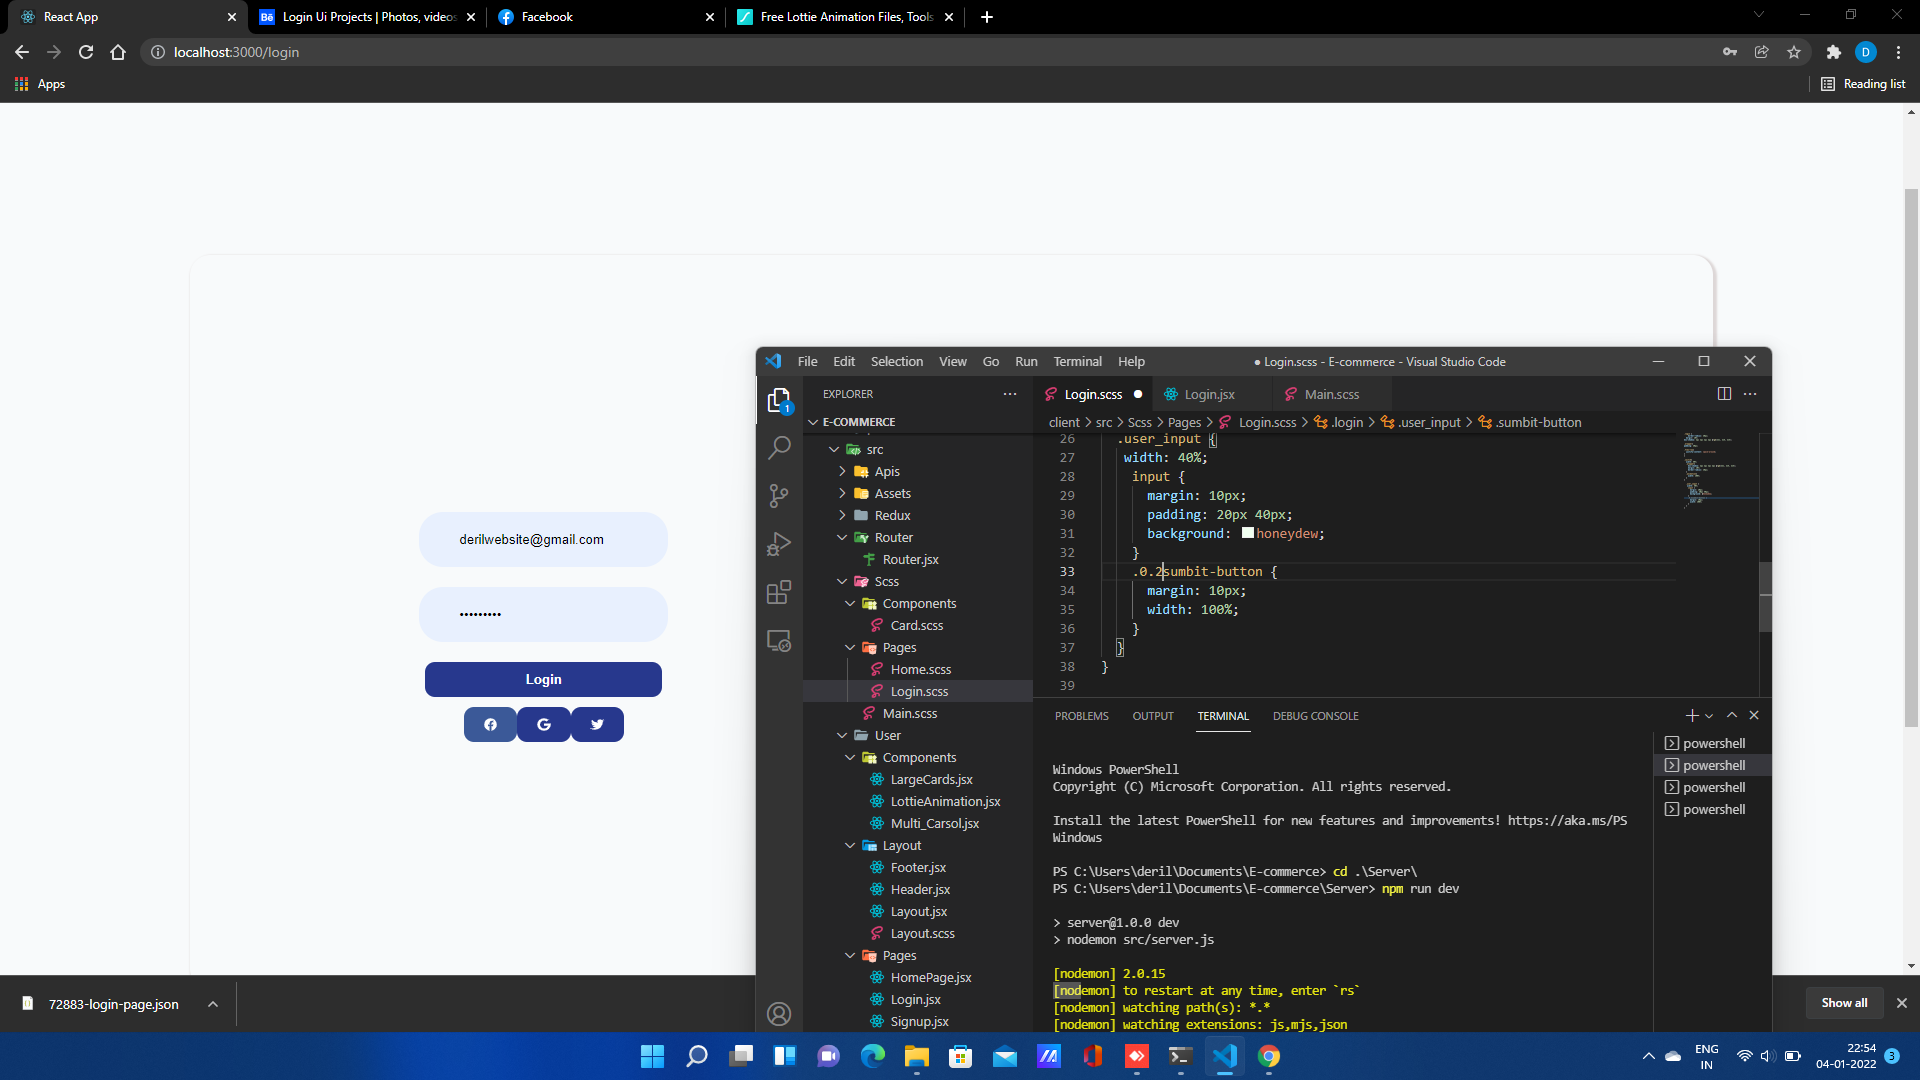 React App
Login Ui Projects | Photos, videos
Facebook
Free Lottie Animation Files, Tools
localhost:3000/login
D
Apps
Reading list
derilwebsite@gmail.com
•••••••••
Login
File Edit Selection View Go Run Terminal Help
● Login.scss - E-commerce - Visual Studio Code
EXPLORER
1
E-COMMERCE
src
Apis
Assets
Redux
Router
Router.jsx
Scss
Components
Card.scss
Pages
Home.scss
Login.scss
Main.scss
User
Components
LargeCards.jsx
LottieAnimation.jsx
Multi_Carsol.jsx
Layout
Footer.jsx
Header.jsx
Layout.jsx
Layout.scss
Pages
HomePage.jsx
Login.jsx
Signup.jsx
Login.scss ● Login.jsx Main.scss
client > src > Scss > Pages > Login.scss > .login > .user_input > .sumbit-button
26 .user_input {
27 width: 40%;
28 input {
29 margin: 10px;
30 padding: 20px 40px;
31 background: honeydew;
32 }
33 .0.2sumbit-button {
34 margin: 10px;
35 width: 100%;
36 }
37 }
38 }
39
PROBLEMS OUTPUT TERMINAL DEBUG CONSOLE
Windows PowerShell
Copyright (C) Microsoft Corporation. All rights reserved.
Install the latest PowerShell for new features and improvements! https://aka.ms/PS
Windows
PS C:\Users\deril\Documents\E-commerce> cd .\Server\
PS C:\Users\deril\Documents\E-commerce\Server> npm run dev
> server@1.0.0 dev
> nodemon src/server.js
[nodemon] 2.0.15
[nodemon] to restart at any time, enter `rs`
[nodemon] watching path(s): *.*
[nodemon] watching extensions: js,mjs,json
powershell
powershell
powershell
powershell
72883-login-page.json
Show all
ENG
IN
22:54
04-01-2022
3